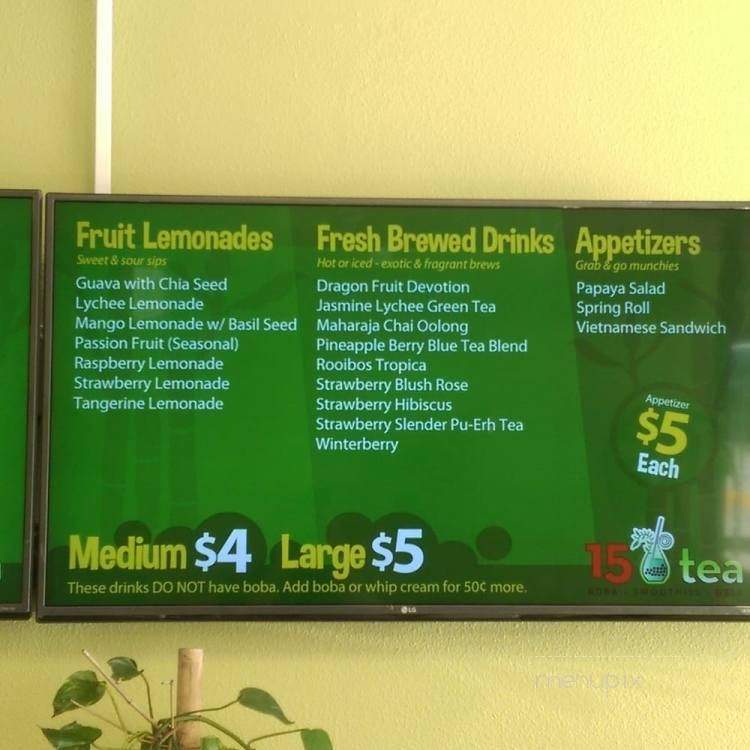 Fruit Lemonades
Sweet & sour sips
Guava with Chia Seed
Lychee Lemonade
Mango Lemonade w/ Basil Seed
Passion Fruit (Seasonal)
Raspberry Lemonade
Strawberry Lemonade
Tangerine Lemonade
Fresh Brewed Drinks
Hot or iced - exotic & fragrant brews
Dragon Fruit Devotion
Jasmine Lychee Green Tea
Maharaja Chai Oolong
Pineapple Berry Blue Tea Blend
Rooibos Tropica
Strawberry Blush Rose
Strawberry Hibiscus
Strawberry Slender Pu-Erh Tea
Winterberry
Appetizers
Grab & go munchies
Papaya Salad
Spring Roll
Vietnamese Sandwich
Appetizer
$5
Each
Medium $4 Large $5
These drinks DO NOT have boba. Add boba or whip cream for 50¢ more.
15 tea
BOBA - SMOOTHIES
LG
menupix